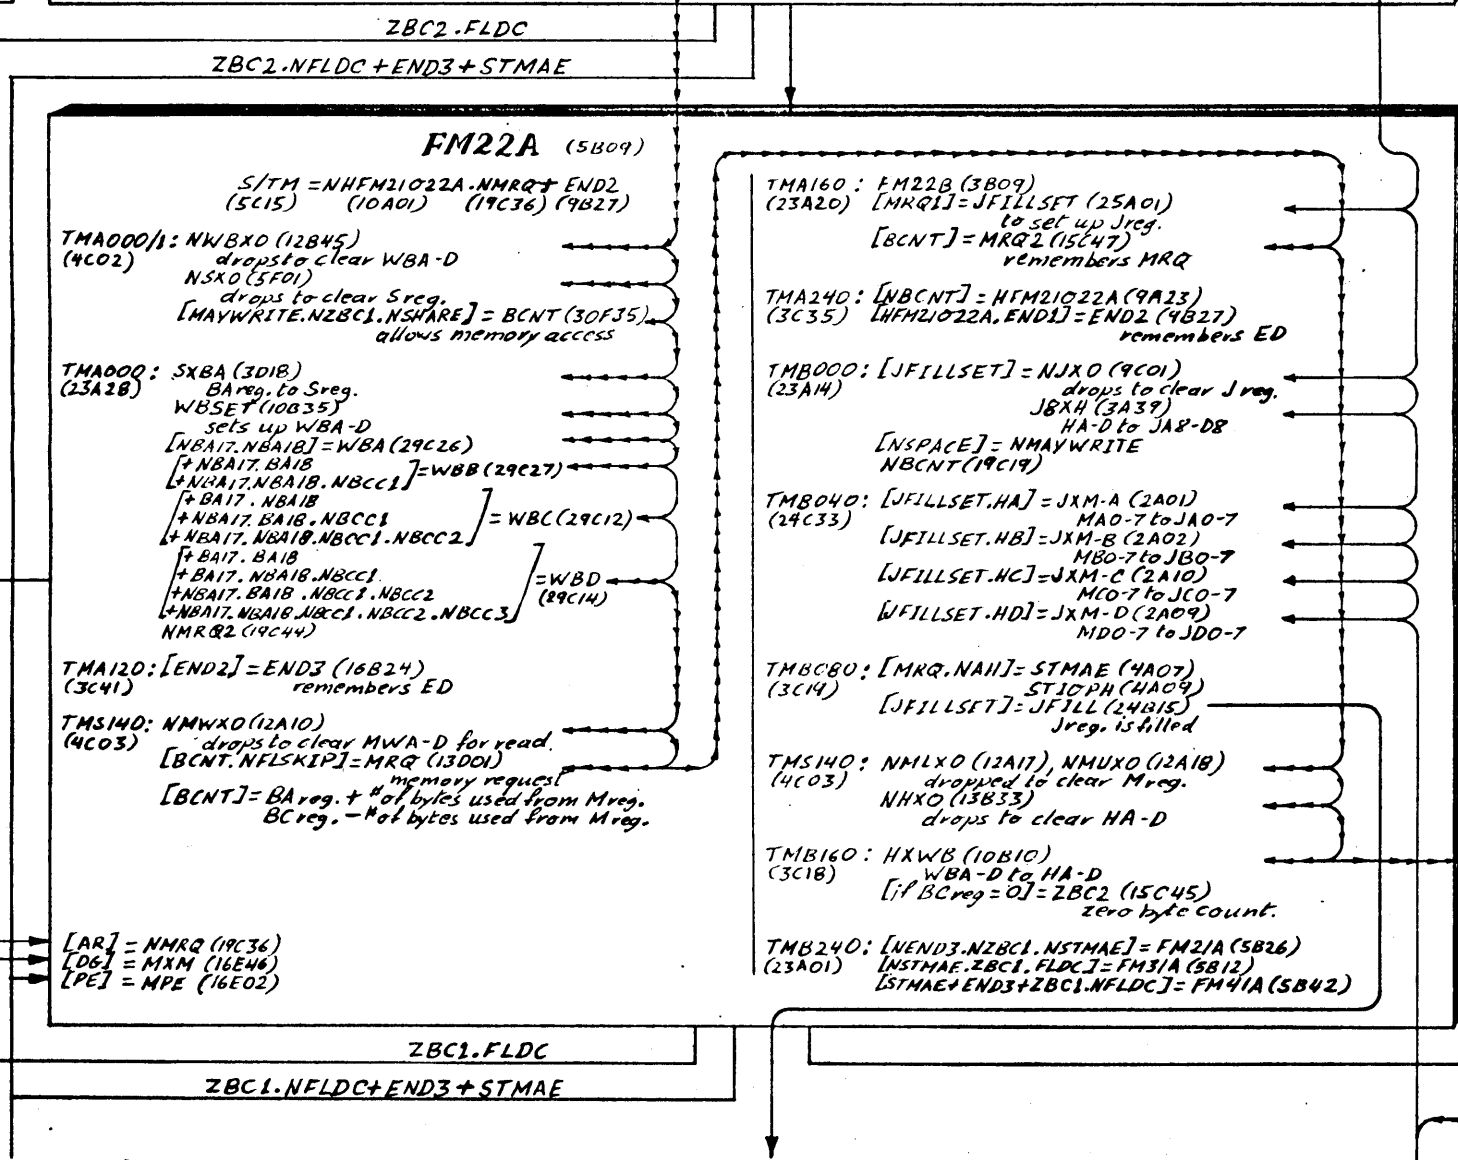 ZBC2.FLDC
ZBC2.NFLDC+END3+STMAE
FM22A (5B09)
S/TM = NHFM21O22A.NMRQ+ END2
(5C15) (10A01) (19C36) (9B27)
TMA000/1: NWBXO (12B45)
(4C02) drops to clear WBA-D
NSXO (5F01)
drops to clear Sreg.
[MAYWRITE.NZBC1.NSHARE] = BCNT (30F35)
allows memory access
TMA000: SXBA (3D18)
(23A28) BAreg. to Sreg.
WBSET (10B35)
sets up WBA-D
[NBA17.NBA18] = WBA (29C26)
[+NBA17.BA18
+NBA17.NBA18.NBCC1] = WBB (29C27)
[+BA17.NBA18
+NBA17.BA18.NBCC1
+NBA17.NBA18.NBCC1.NBCC2] = WBC (29C12)
[+BA17.BA18
+BA17.NBA18.NBCC1
+NBA17.BA18.NBCC1.NBCC2
+NBA17.NBA18.NBCC1.NBCC2.NBCC3] = WBD
(29C14)
NMRQ2 (19C44)
TMA120: [END2] = END3 (16B24)
(3C41) remembers ED
TMS140: NMWXO (12A10)
(4C03) drops to clear MWA-D for read.
[BCNT.NFLSKIP] = MRQ (13D01)
memory request
[BCNT] = BAreg. + # of bytes used from Mreg.
BCreg. - # of bytes used from Mreg.
[AR] = NMRQ (19C36)
[DG] = MXM (16E46)
[PE] = MPE (16E02)
TMA160: FM22B (3B09)
(23A20) [MRQ1] = JFILLSET (25A01)
to set up Jreg.
[BCNT] = MRQ2 (15C47)
remembers MRQ
TMA240: [NBCNT] = HFM21O22A (9A23)
(3C35) [HFM21O22A.END1] = END2 (9B27)
remembers ED
TMB000: [JFILLSET] = NJXO (9C01)
(23A14) drops to clear J reg.
J8XH (3A39)
HA-D to JA8-D8
[NSPACE] = NMAYWRITE
NBCNT (19C19)
TMB040: [JFILLSET.HA] = JXM-A (2A01)
(24C33) MA0-7 to JA0-7
[JFILLSET.HB] = JXM-B (2A02)
MB0-7 to JB0-7
[JFILLSET.HC] = JXM-C (2A10)
MC0-7 to JC0-7
[JFILLSET.HD] = JXM-D (2A09)
MD0-7 to JD0-7
TMB080: [MRQ.NAH] = STMAE (4A07)
(3C19) STIOPH (4A09)
[JFILLSET] = JFILL (24B15)
Jreg. is filled
TMS140: NMLXO (12A17), NMUXO (12A18)
(4C03) dropped to clear Mreg.
NHXO (13B33)
drops to clear HA-D
TMB160: HXWB (10B10)
(3C18) WBA-D to HA-D
[if BCreg = 0] = ZBC2 (15C45)
zero byte count.
TMB240: [NEND3.NZBC1.NSTMAE] = FM21A (5B26)
(23A01) [NSTMAE.ZBC1.FLDC] = FM31A (5B12)
[STMAE+END3+ZBC1.NFLDC] = FM41A (5B42)
ZBC1.FLDC
ZBC1.NFLDC+END3+STMAE